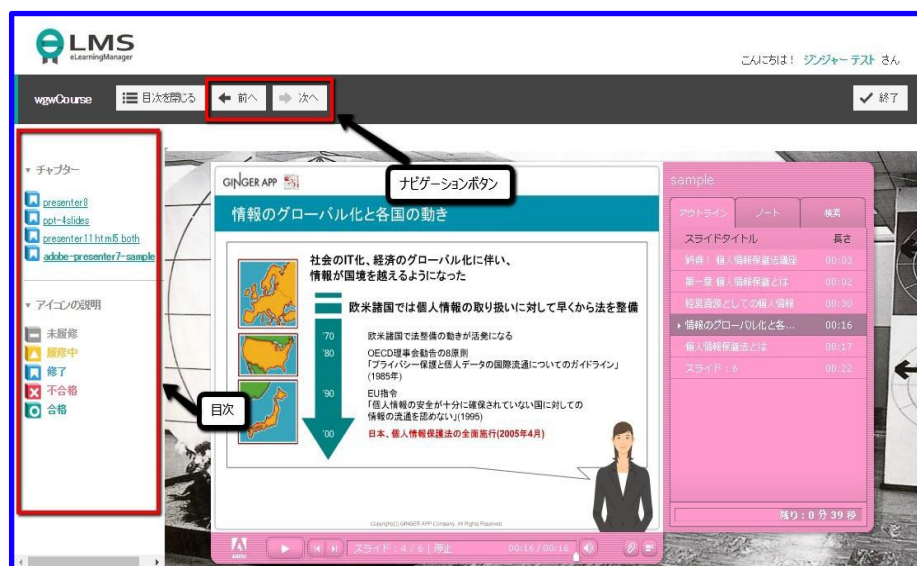 LMS
eLearningManager
こんにちは! ジンジャーテスト さん
wgwCourse
目次を閉じる
前へ
次へ
終了
ナビゲーションボタン
チャプター
presenter8
ppt-4slides
presenter11html5 both
adobe-presenter7-sample
アイコンの説明
未履修
履修中
修了
不合格
合格
目次
GINGER APP
情報のグローバル化と各国の動き
社会のIT化、経済のグローバル化に伴い、
情報が国境を越えるようになった
欧米諸国では個人情報の取り扱いに対して早くから法を整備
'70 欧米諸国で法整備の動きが活発になる
'80 OECD理事会勧告の8原則
「プライバシー保護と個人データの国際流通についてのガイドライン」
(1985年)
'90 EU指令
「個人情報の安全が十分に確保されていない国に対しての
情報の流通を認めない」(1995)
'00 日本、個人情報保護法の全面施行(2005年4月)
Copyright(C) GINGER APP Company. All Rights Reserved.
sample
アウトライン ノート 検索
スライドタイトル 長さ
納得! 個人情報保護法講座 00:03
第一章 個人情報保護とは 00:02
経営資源としての個人情報 00:30
情報のグローバル化と各... 00:16
個人情報保護法とは 00:17
スライド : 6 00:22
残り : 0 分 39 秒
スライド : 4 / 6 | 停止 00:16 / 00:16